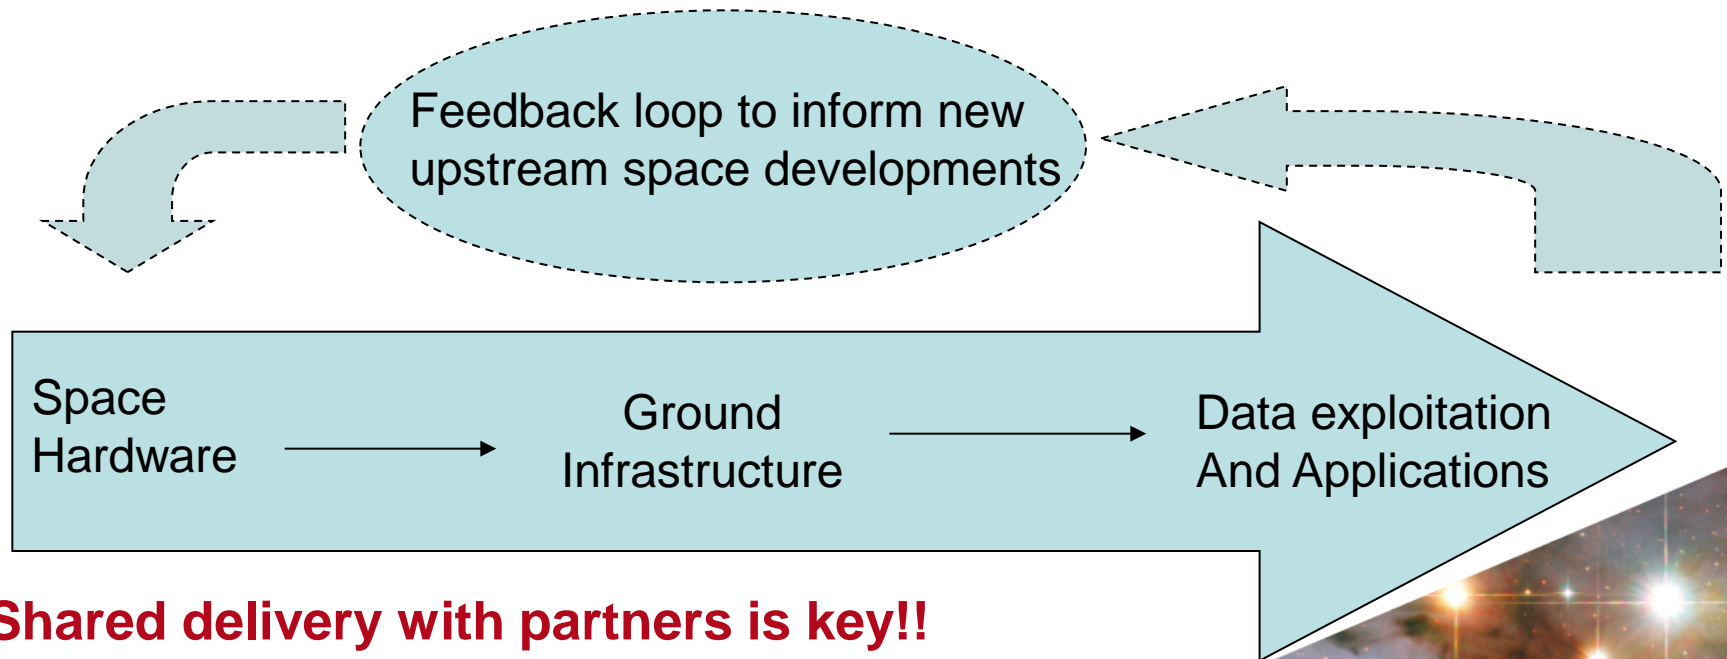 Feedback loop to inform new
upstream space developments
Space
Hardware
Ground
Infrastructure
Data exploitation
And Applications
Shared delivery with partners is key!!